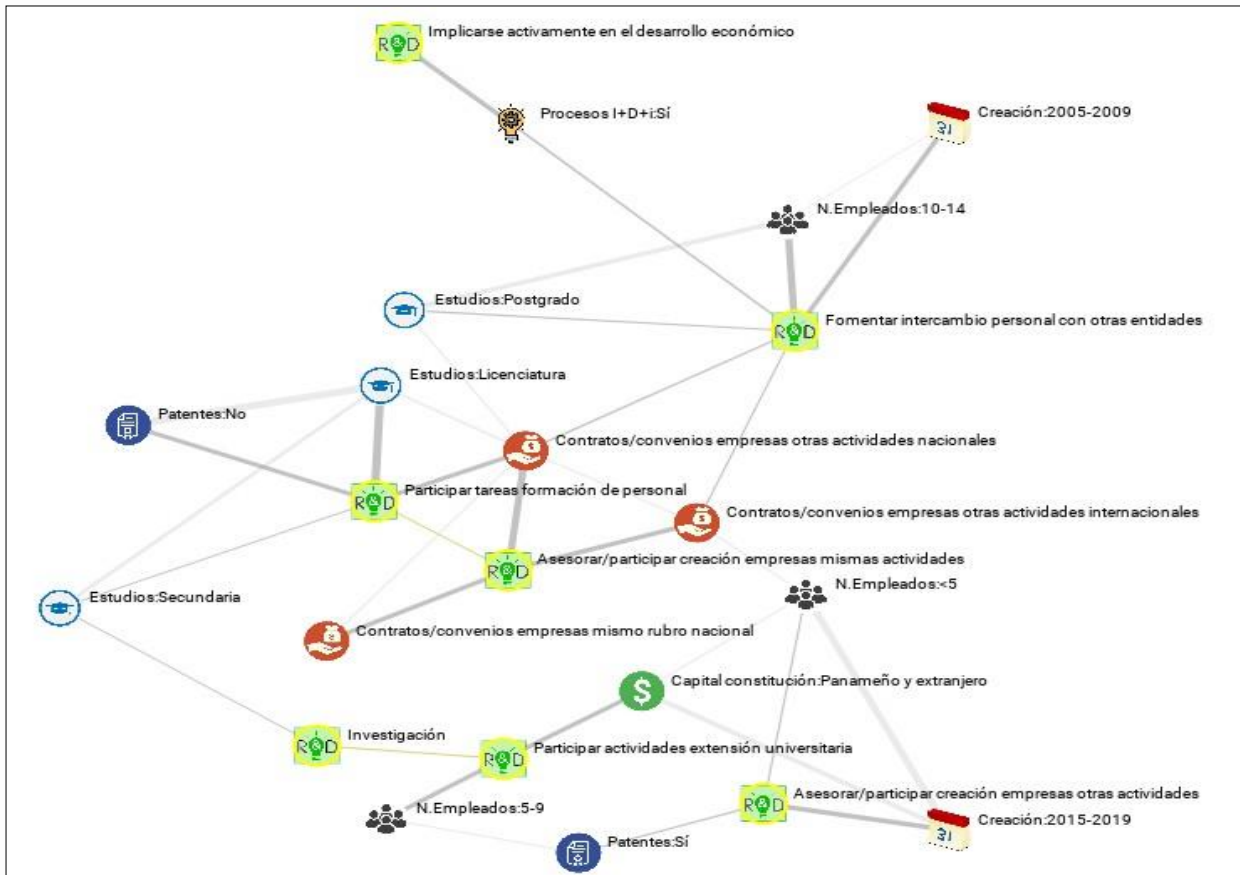 Implicarse activamente en el desarrollo económico
R&D
Procesos I+D+i:Sí
Creación:2005-2009
31
N.Empleados:10-14
Estudios:Postgrado
Fomentar intercambio personal con otras entidades
R&D
Estudios:Licenciatura
Patentes:No
Contratos/convenios empresas otras actividades nacionales
Participar tareas formación de personal
R&D
Contratos/convenios empresas otras actividades internacionales
Asesorar/participar creación empresas mismas actividades
R&D
N.Empleados:<5
Estudios:Secundaria
Contratos/convenios empresas mismo rubro nacional
Capital constitución:Panameño y extranjero
$
Investigación
R&D
Participar actividades extensión universitaria
R&D
Asesorar/participar creación empresas otras actividades
R&D
N.Empleados:5-9
Creación:2015-2019
31
Patentes:Sí